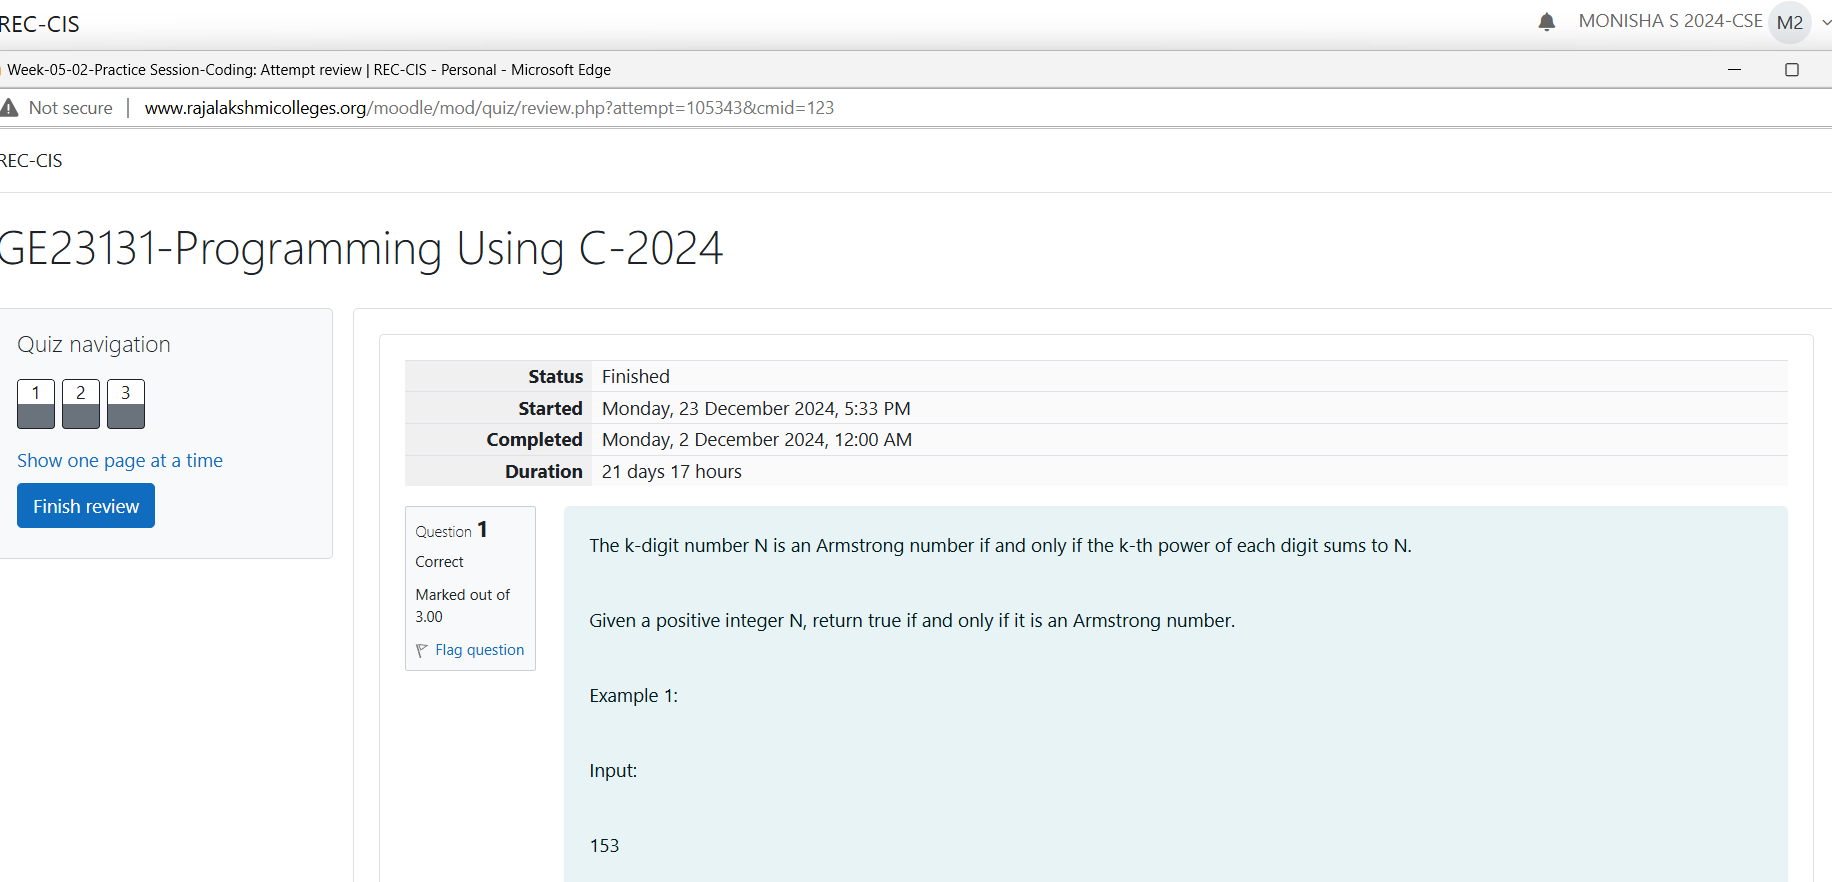 REC-CIS
MONISHA S 2024-CSE M2
Week-05-02-Practice Session-Coding: Attempt review | REC-CIS - Personal - Microsoft Edge
Not secure www.rajalakshmicolleges.org/moodle/mod/quiz/review.php?attempt=105343&cmid=123
REC-CIS
GE23131-Programming Using C-2024
Quiz navigation
1 2 3
Show one page at a time
Finish review
Status Finished
Started Monday, 23 December 2024, 5:33 PM
Completed Monday, 2 December 2024, 12:00 AM
Duration 21 days 17 hours
Question 1
Correct
Marked out of
3.00
Flag question
The k-digit number N is an Armstrong number if and only if the k-th power of each digit sums to N.
Given a positive integer N, return true if and only if it is an Armstrong number.
Example 1:
Input:
153